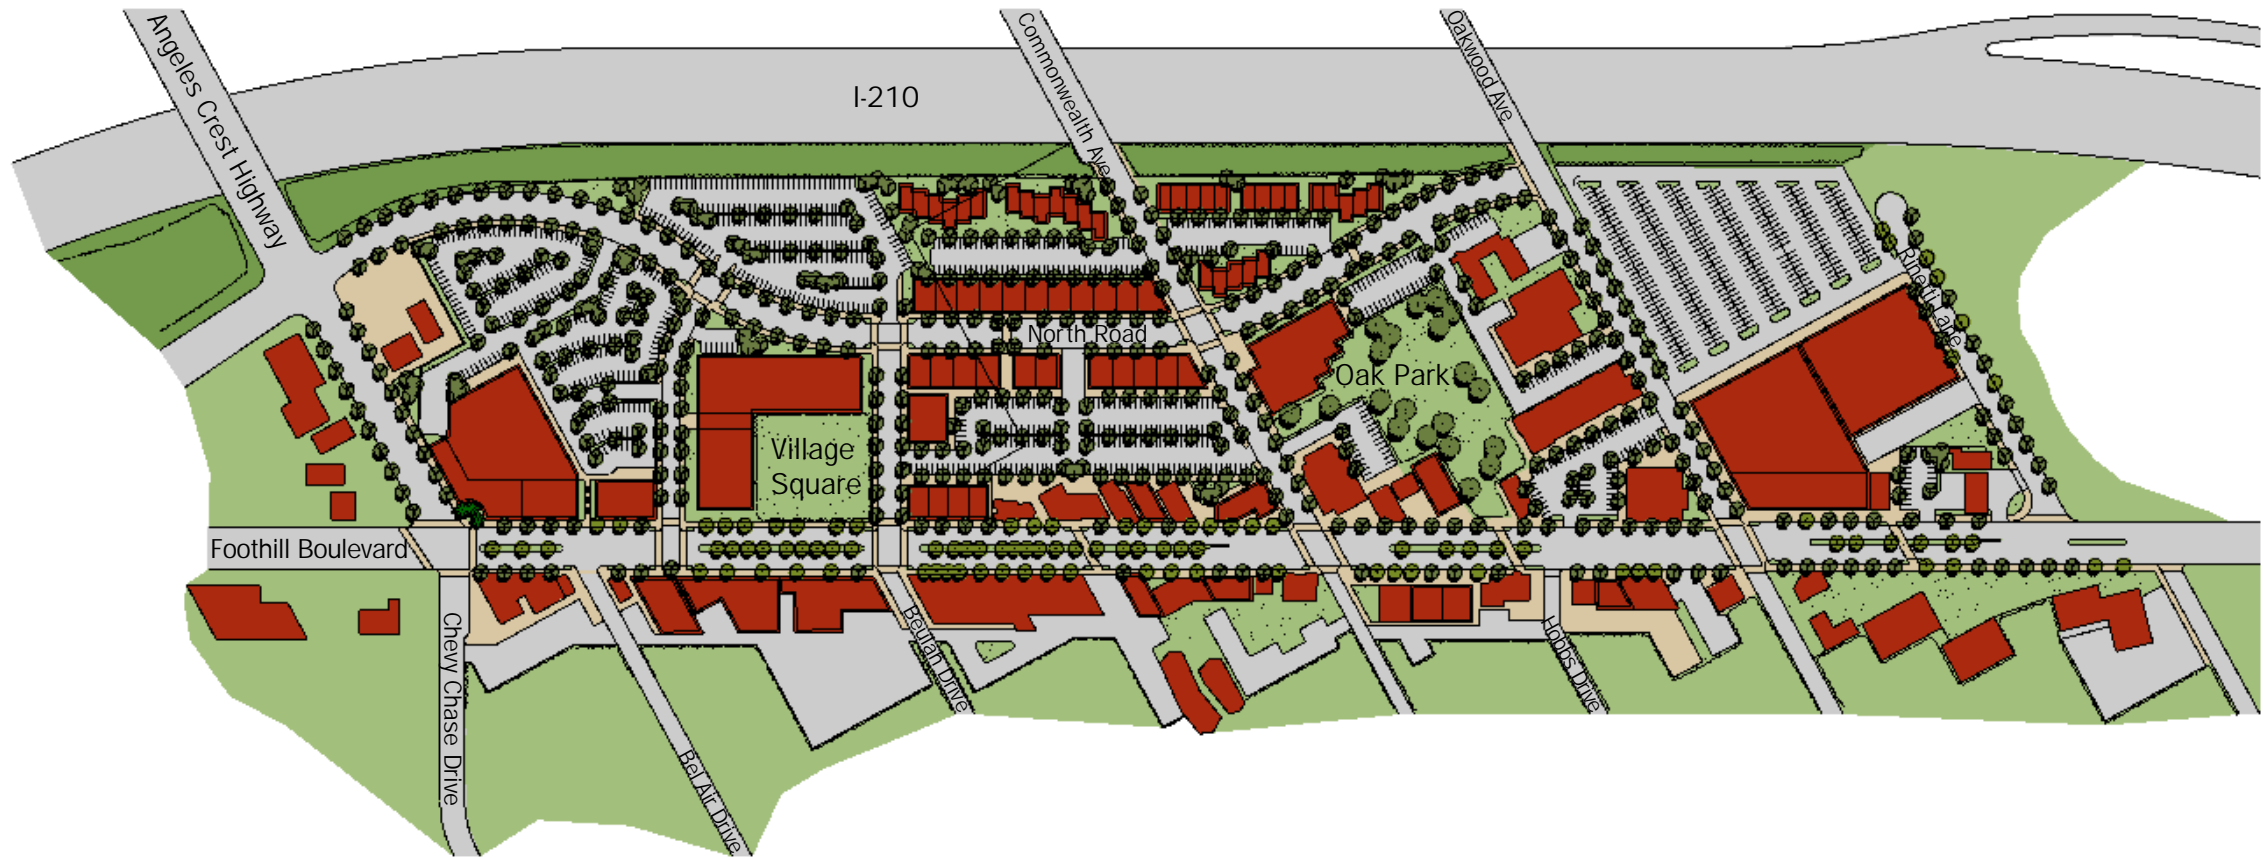 Angeles Crest Highway
I-210
Commonwealth Ave
Oakwood Ave
Rinetti Lane
North Road
Oak Park
Village
Square
Foothill Boulevard
Chevy Chase Drive
Bel Air Drive
Beulah Drive
Hobbs Drive